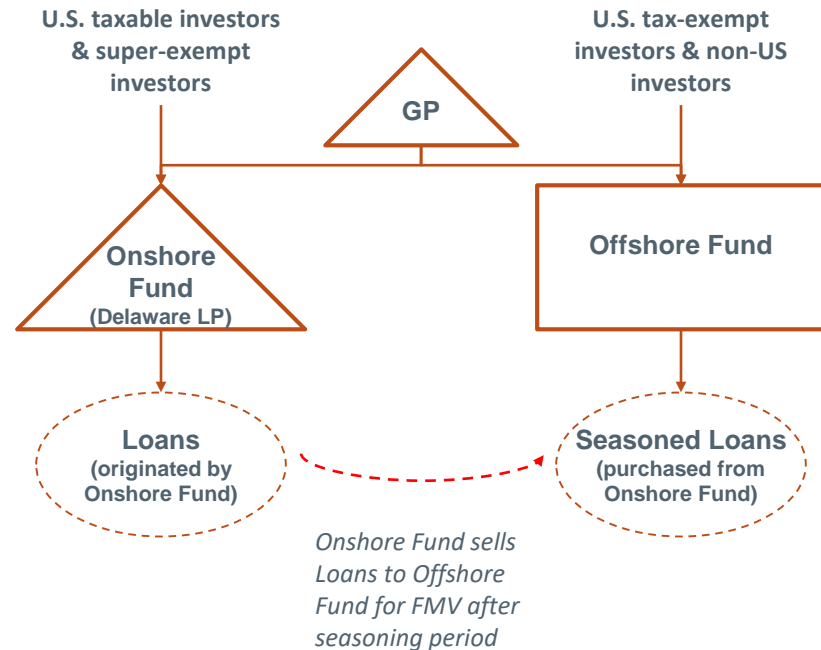 U.S. taxable investors
& super-exempt
investors
U.S. tax-exempt
investors & non-US
investors
GP
Onshore
Fund
(Delaware LP)
Offshore Fund
Loans
(originated by
Onshore Fund)
Seasoned Loans
(purchased from
Onshore Fund)
Onshore Fund sells
Loans to Offshore
Fund for FMV after
seasoning period